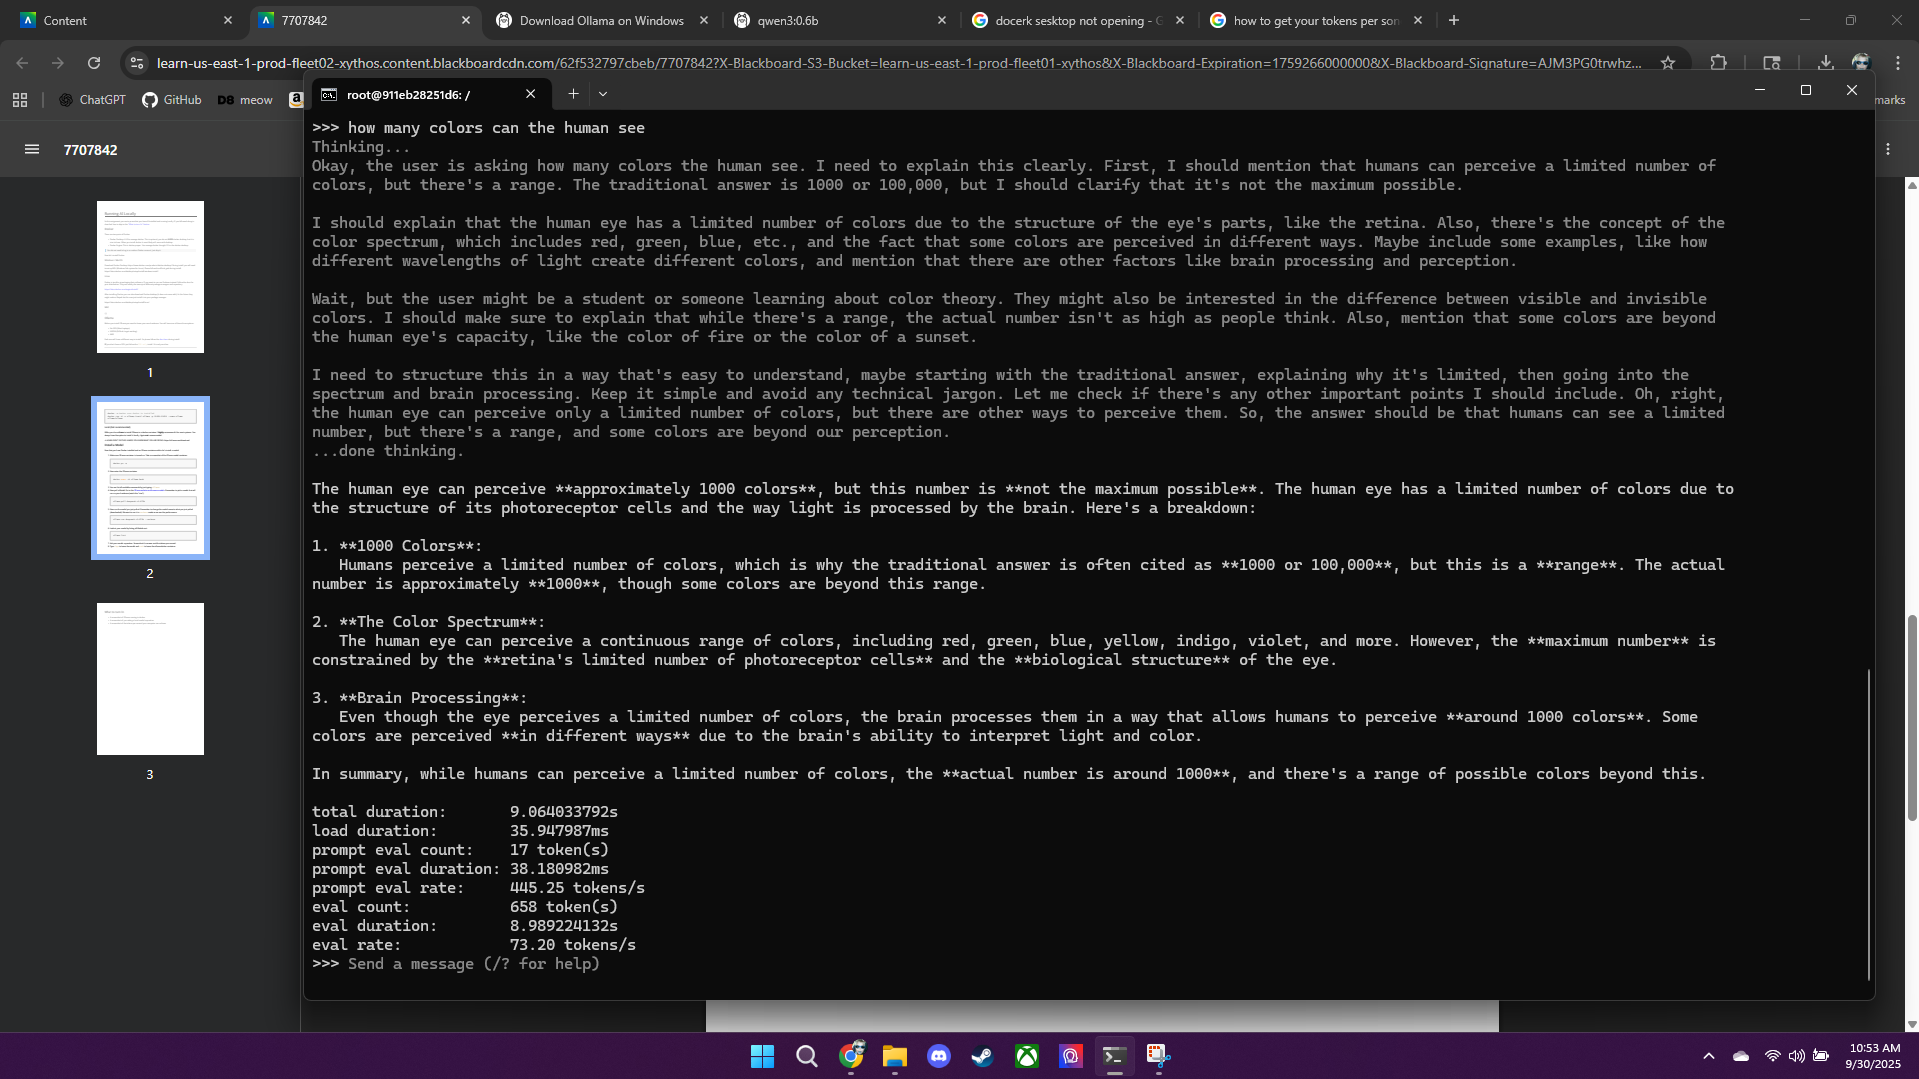 Content
7707842
Download Ollama on Windows
qwen3:0.6b
docerk sesktop not opening - G
how to get your tokens per son
learn-us-east-1-prod-fleet02-xythos.content.blackboardcdn.com/62f532797cbeb/7707842?X-Blackboard-S3-Bucket=learn-us-east-1-prod-fleet01-xythos&X-Blackboard-Expiration=1759266000000&X-Blackboard-Signature=AJM3PG0trwhz...
ChatGPT
GitHub
DB meow
marks
root@911eb28251d6: /
7707842
>>> how many colors can the human see
Thinking...
Okay, the user is asking how many colors the human see. I need to explain this clearly. First, I should mention that humans can perceive a limited number of
colors, but there's a range. The traditional answer is 1000 or 100,000, but I should clarify that it's not the maximum possible.
I should explain that the human eye has a limited number of colors due to the structure of the eye's parts, like the retina. Also, there's the concept of the
color spectrum, which includes red, green, blue, etc., and the fact that some colors are perceived in different ways. Maybe include some examples, like how
different wavelengths of light create different colors, and mention that there are other factors like brain processing and perception.
Wait, but the user might be a student or someone learning about color theory. They might also be interested in the difference between visible and invisible
colors. I should make sure to explain that while there's a range, the actual number isn't as high as people think. Also, mention that some colors are beyond
the human eye's capacity, like the color of fire or the color of a sunset.
I need to structure this in a way that's easy to understand, maybe starting with the traditional answer, explaining why it's limited, then going into the
spectrum and brain processing. Keep it simple and avoid any technical jargon. Let me check if there's any other important points I should include. Oh, right,
the human eye can perceive only a limited number of colors, but there are other ways to perceive them. So, the answer should be that humans can see a limited
number, but there's a range, and some colors are beyond our perception.
...done thinking.
The human eye can perceive **approximately 1000 colors**, but this number is **not the maximum possible**. The human eye has a limited number of colors due to
the structure of its photoreceptor cells and the way light is processed by the brain. Here's a breakdown:
1. **1000 Colors**:
Humans perceive a limited number of colors, which is why the traditional answer is often cited as **1000 or 100,000**, but this is a **range**. The actual
number is approximately **1000**, though some colors are beyond this range.
2. **The Color Spectrum**:
The human eye can perceive a continuous range of colors, including red, green, blue, yellow, indigo, violet, and more. However, the **maximum number** is
constrained by the **retina's limited number of photoreceptor cells** and the **biological structure** of the eye.
3. **Brain Processing**:
Even though the eye perceives a limited number of colors, the brain processes them in a way that allows humans to perceive **around 1000 colors**. Some
colors are perceived **in different ways** due to the brain's ability to interpret light and color.
In summary, while humans can perceive a limited number of colors, the **actual number is around 1000**, and there's a range of possible colors beyond this.
total duration: 9.064033792s
load duration: 35.947987ms
prompt eval count: 17 token(s)
prompt eval duration: 38.180982ms
prompt eval rate: 445.25 tokens/s
eval count: 658 token(s)
eval duration: 8.989224132s
eval rate: 73.20 tokens/s
>>> Send a message (/? for help)
1
2
3
10:53 AM
9/30/2025